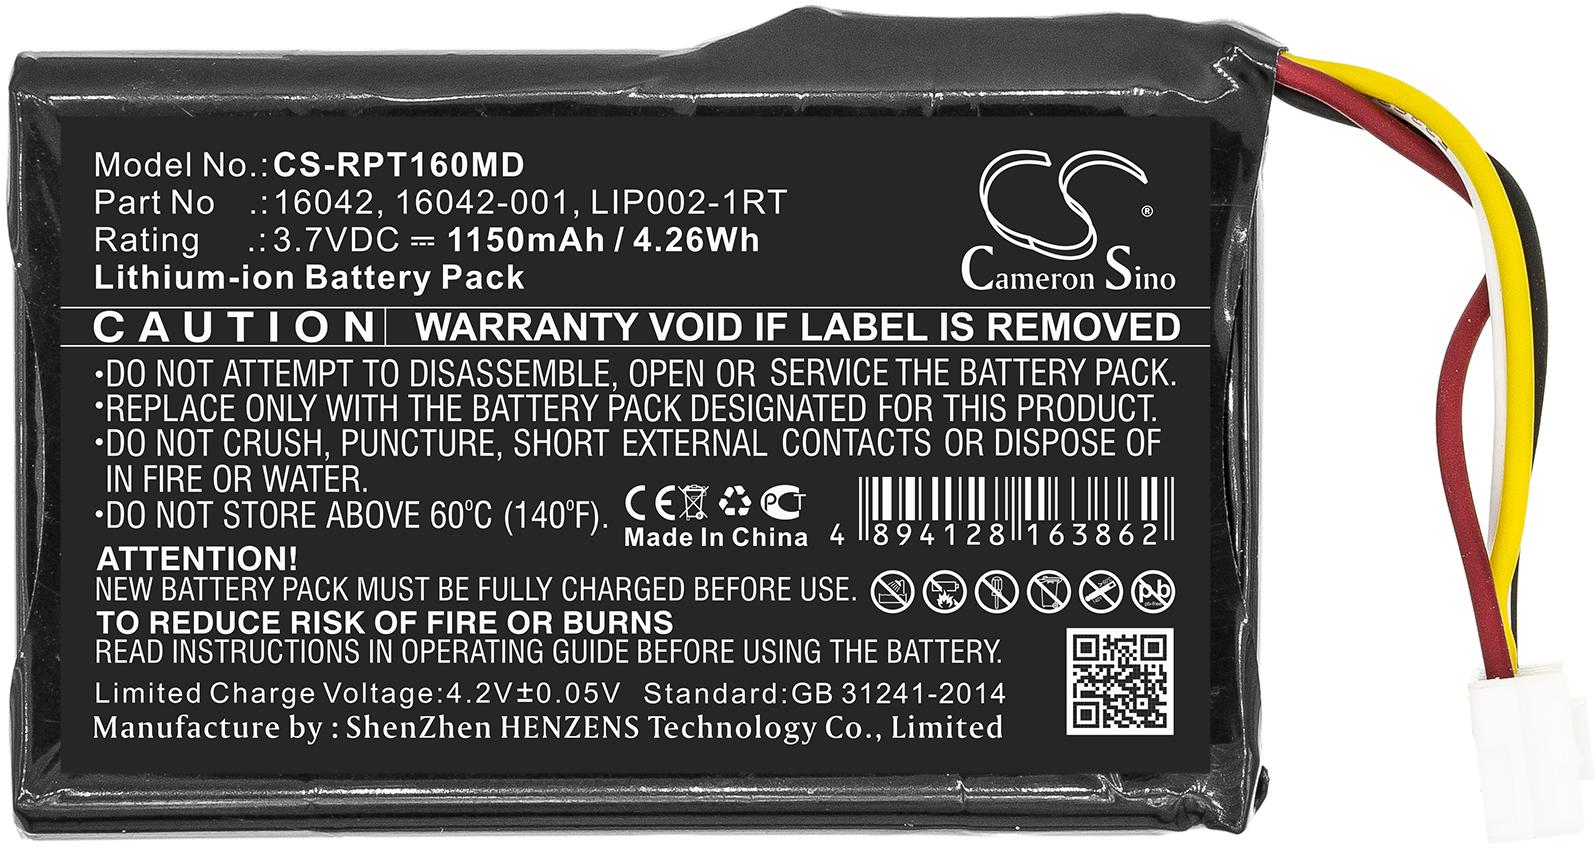 Model No.:CS-RPT160MD
Part No .:16042, 16042-001, LIP002-1RT
Rating .:3.7VDC ⎓ 1150mAh / 4.26Wh
Lithium-ion Battery Pack
®
Cameron Sino
CAUTION | WARRANTY VOID IF LABEL IS REMOVED
•DO NOT ATTEMPT TO DISASSEMBLE, OPEN OR SERVICE THE BATTERY PACK.
•REPLACE ONLY WITH THE BATTERY PACK DESIGNATED FOR THIS PRODUCT.
•DO NOT CRUSH, PUNCTURE, SHORT EXTERNAL CONTACTS OR DISPOSE OF
IN FIRE OR WATER.
•DO NOT STORE ABOVE 60°C (140°F).
CE PCT
Made In China
4 894128 163862
ATTENTION!
NEW BATTERY PACK MUST BE FULLY CHARGED BEFORE USE.
pb
pb-free
TO REDUCE RISK OF FIRE OR BURNS
READ INSTRUCTIONS IN OPERATING GUIDE BEFORE USING THE BATTERY.
Limited Charge Voltage:4.2V±0.05V Standard:GB 31241-2014
Manufacture by : ShenZhen HENZENS Technology Co., Limited